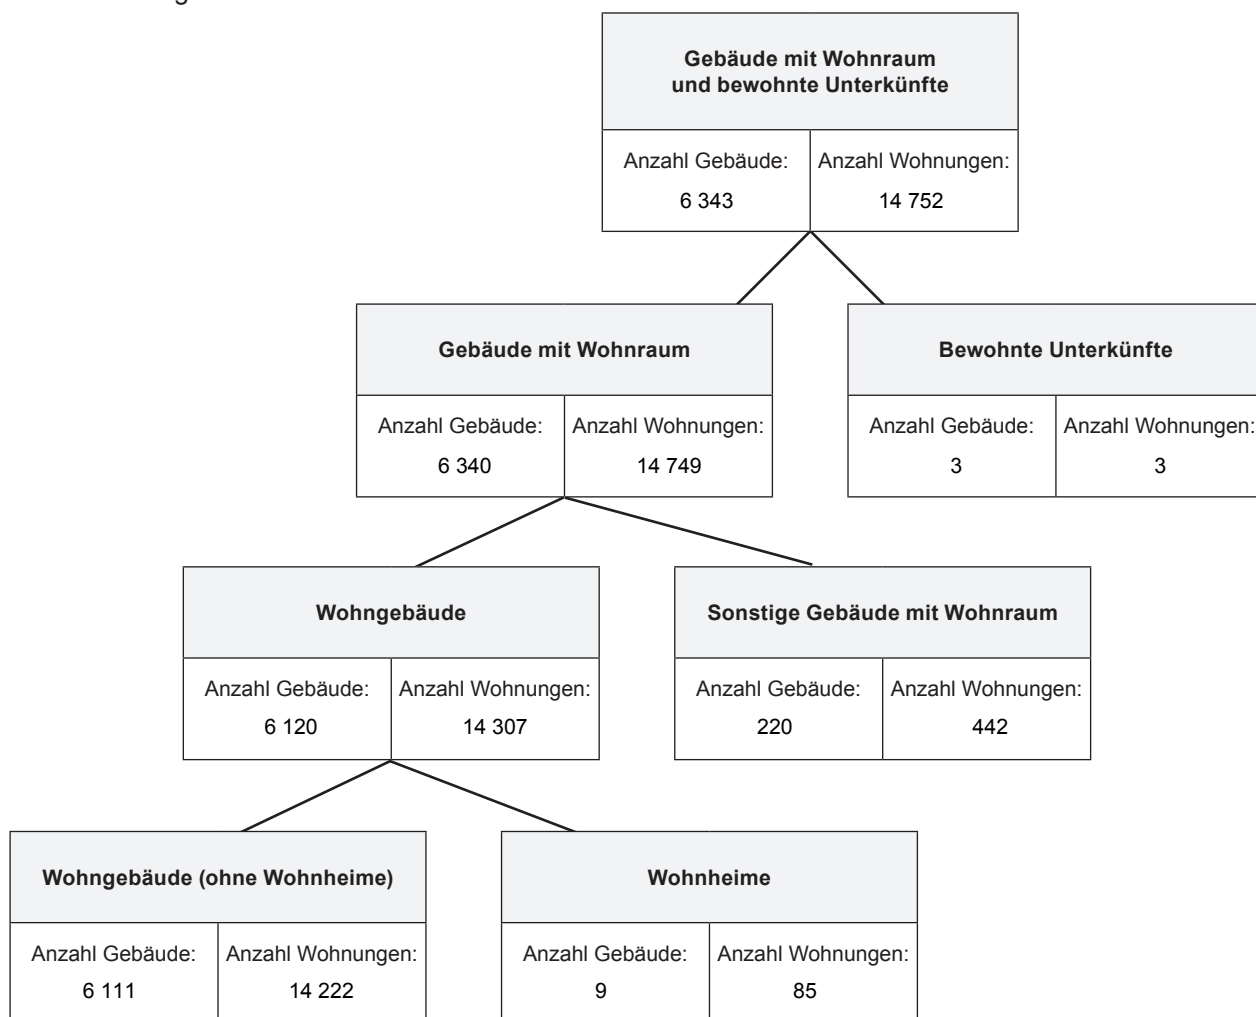 Gebäude mit Wohnraum
und bewohnte Unterkünfte
Anzahl Gebäude: Anzahl Wohnungen:
6 343 14 752
Gebäude mit Wohnraum
Anzahl Gebäude: Anzahl Wohnungen:
6 340 14 749
Bewohnte Unterkünfte
Anzahl Gebäude: Anzahl Wohnungen:
3 3
Wohngebäude
Anzahl Gebäude: Anzahl Wohnungen:
6 120 14 307
Sonstige Gebäude mit Wohnraum
Anzahl Gebäude: Anzahl Wohnungen:
220 442
Wohngebäude (ohne Wohnheime)
Anzahl Gebäude: Anzahl Wohnungen:
6 111 14 222
Wohnheime
Anzahl Gebäude: Anzahl Wohnungen:
9 85